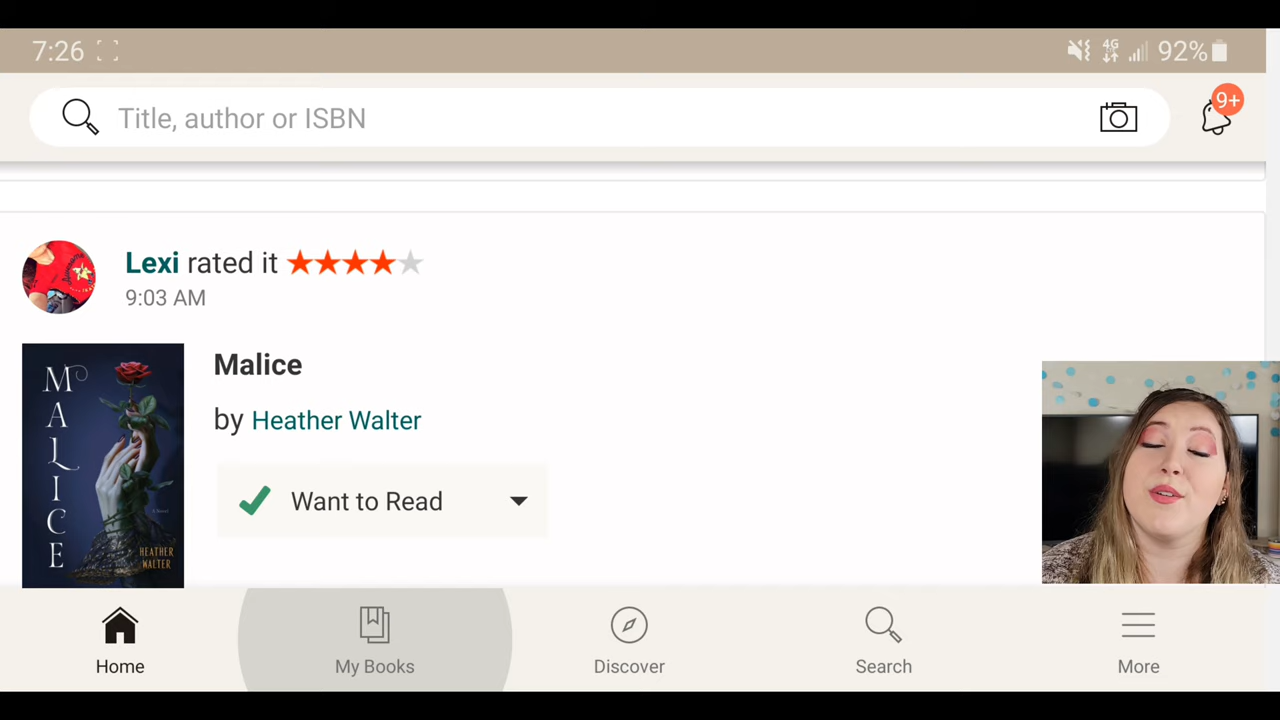 7:26
4G
92%
Title, author or ISBN
9+
Lexi rated it
9:03 AM
MALICE
HEATHER
WALTER
Malice
by Heather Walter
Want to Read
Home
My Books
Discover
Search
More